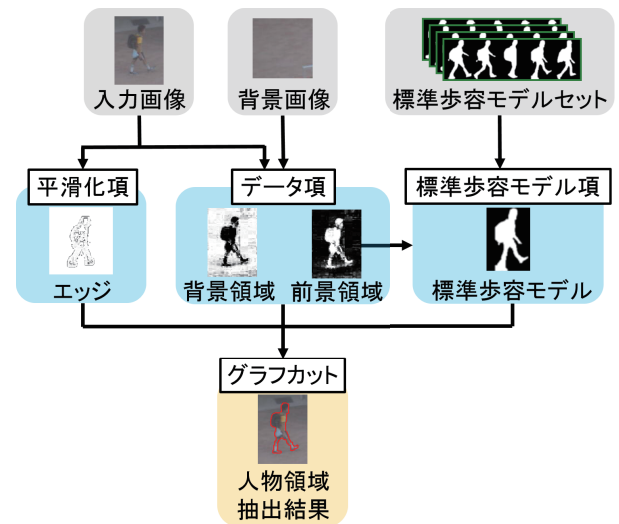 入力画像
背景画像
標準歩容モデルセット
平滑化項
データ項
標準歩容モデル項
エッジ
背景領域
前景領域
標準歩容モデル
グラフカット
人物領域
抽出結果